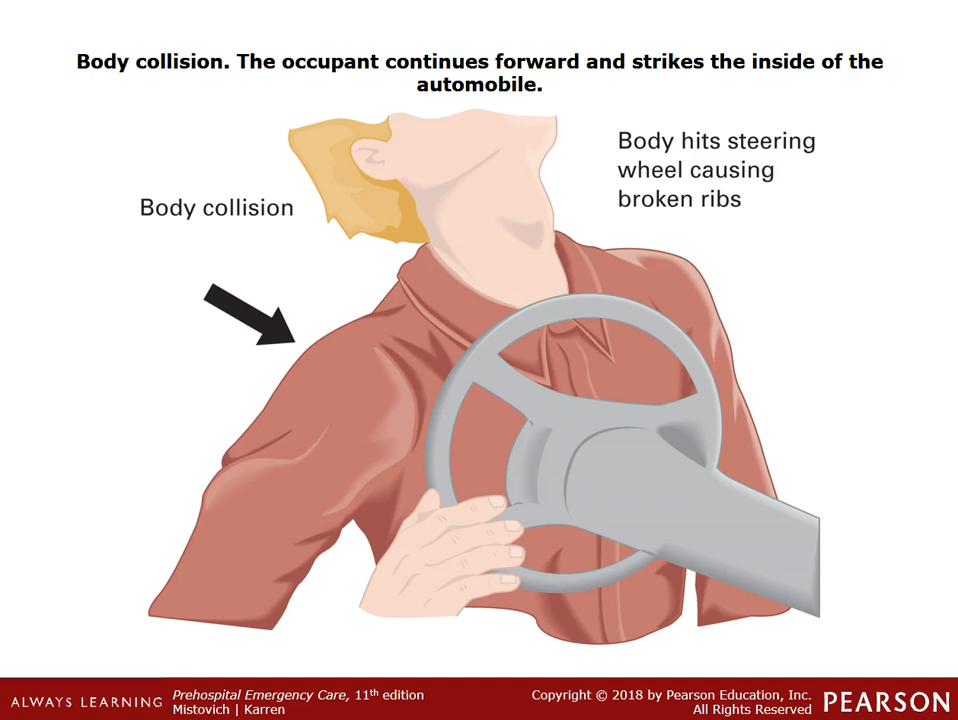 Body collision. The occupant continues forward and strikes the inside of the
automobile.
Body hits steering
wheel causing
broken ribs
Body collision
ALWAYS LEARNING
Prehospital Emergency Care, 11th edition
Mistovich | Karren
Copyright © 2018 by Pearson Education, Inc.
All Rights Reserved
PEARSON